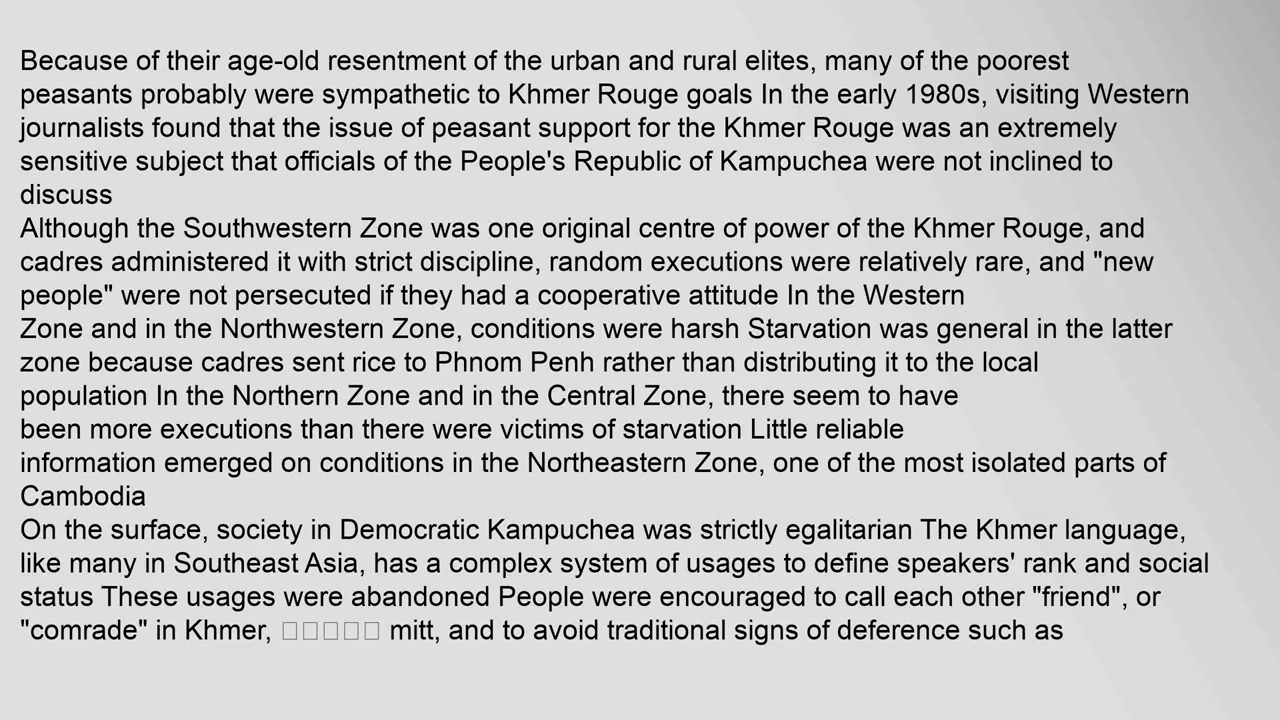 Because of their age-old resentment of the urban and rural elites, many of the poorest
peasants probably were sympathetic to Khmer Rouge goals In the early 1980s, visiting Western
journalists found that the issue of peasant support for the Khmer Rouge was an extremely
sensitive subject that officials of the People's Republic of Kampuchea were not inclined to
discuss
Although the Southwestern Zone was one original centre of power of the Khmer Rouge, and
cadres administered it with strict discipline, random executions were relatively rare, and "new
people" were not persecuted if they had a cooperative attitude In the Western
Zone and in the Northwestern Zone, conditions were harsh Starvation was general in the latter
zone because cadres sent rice to Phnom Penh rather than distributing it to the local
population In the Northern Zone and in the Central Zone, there seem to have
been more executions than there were victims of starvation Little reliable
information emerged on conditions in the Northeastern Zone, one of the most isolated parts of
Cambodia
On the surface, society in Democratic Kampuchea was strictly egalitarian The Khmer language,
like many in Southeast Asia, has a complex system of usages to define speakers' rank and social
status These usages were abandoned People were encouraged to call each other "friend", or
"comrade" in Khmer, □□□□□ mitt, and to avoid traditional signs of deference such as